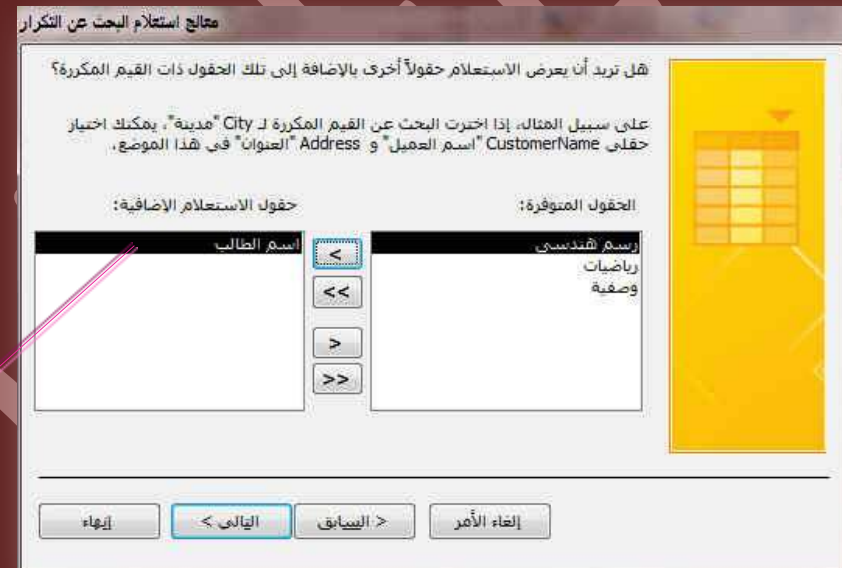 معالج استعلام البحث عن التكرار
هل تريد أن يعرض الاستعلام حقولاً أخرى بالإضافة إلى تلك الحقول ذات القيم المكررة؟
على سبيل المثال، إذا اخترت البحث عن القيم المكررة لـ City "مدينة"، يمكنك اختيار
حقلي CustomerName "اسم العميل" و Address "العنوان" في هذا الموضع.
الحقول المتوفرة:
حقول الاستعلام الإضافية:
رسم هندسي
رياضيات
وصفية
اسم الطالب
>
>>
<
<<
إلغاء الأمر
< السابق
التالي >
إنهاء